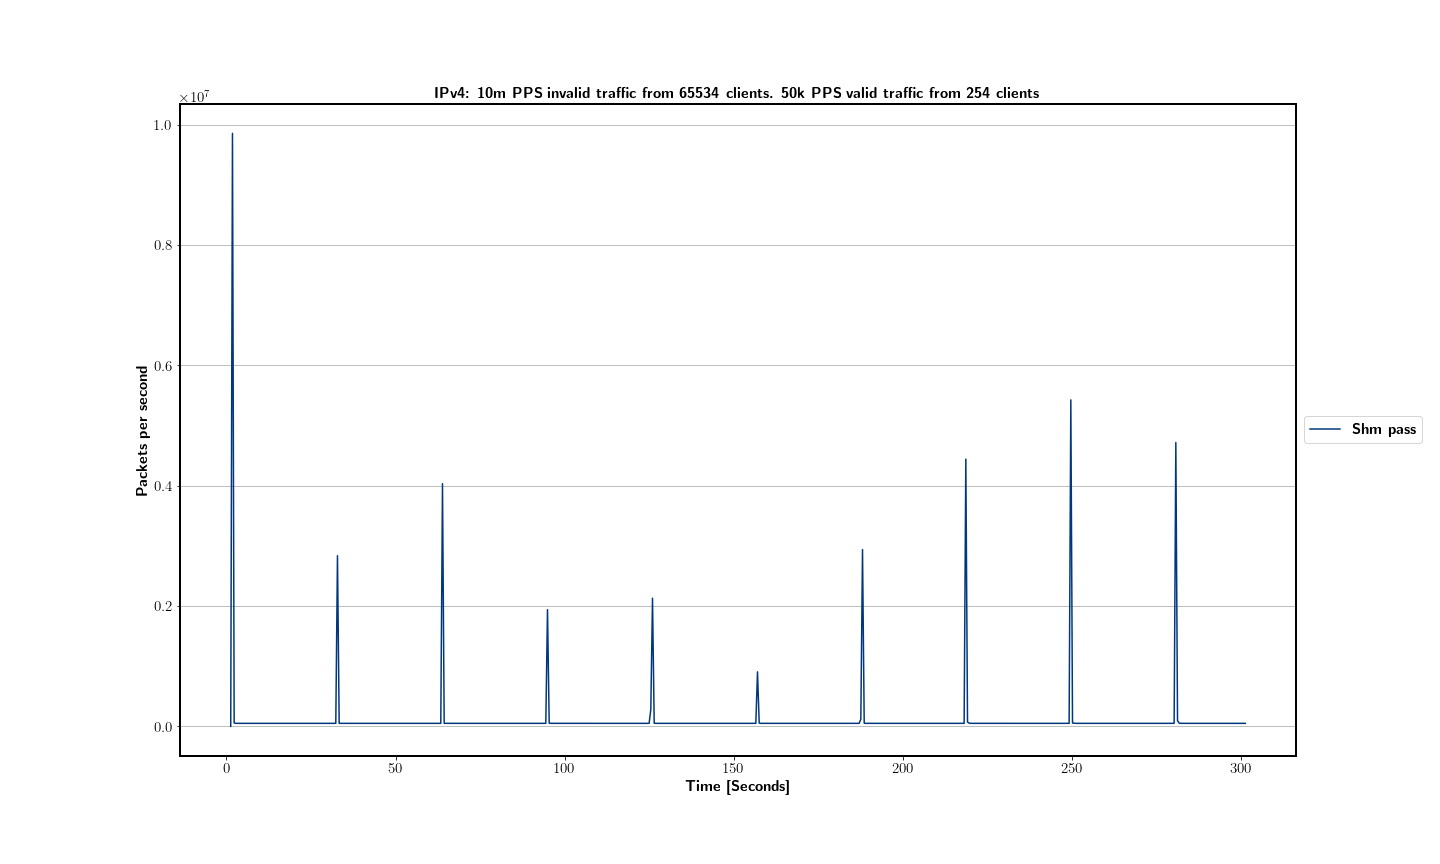 IPv4: 10m PPS invalid traffic from 65534 clients. 50k PPS valid traffic from 254 clients
×10⁷
1.0
0.8
0.6
0.4
0.2
0.0
Packets per second
Shm pass
0 50 100 150 200 250 300
Time [Seconds]